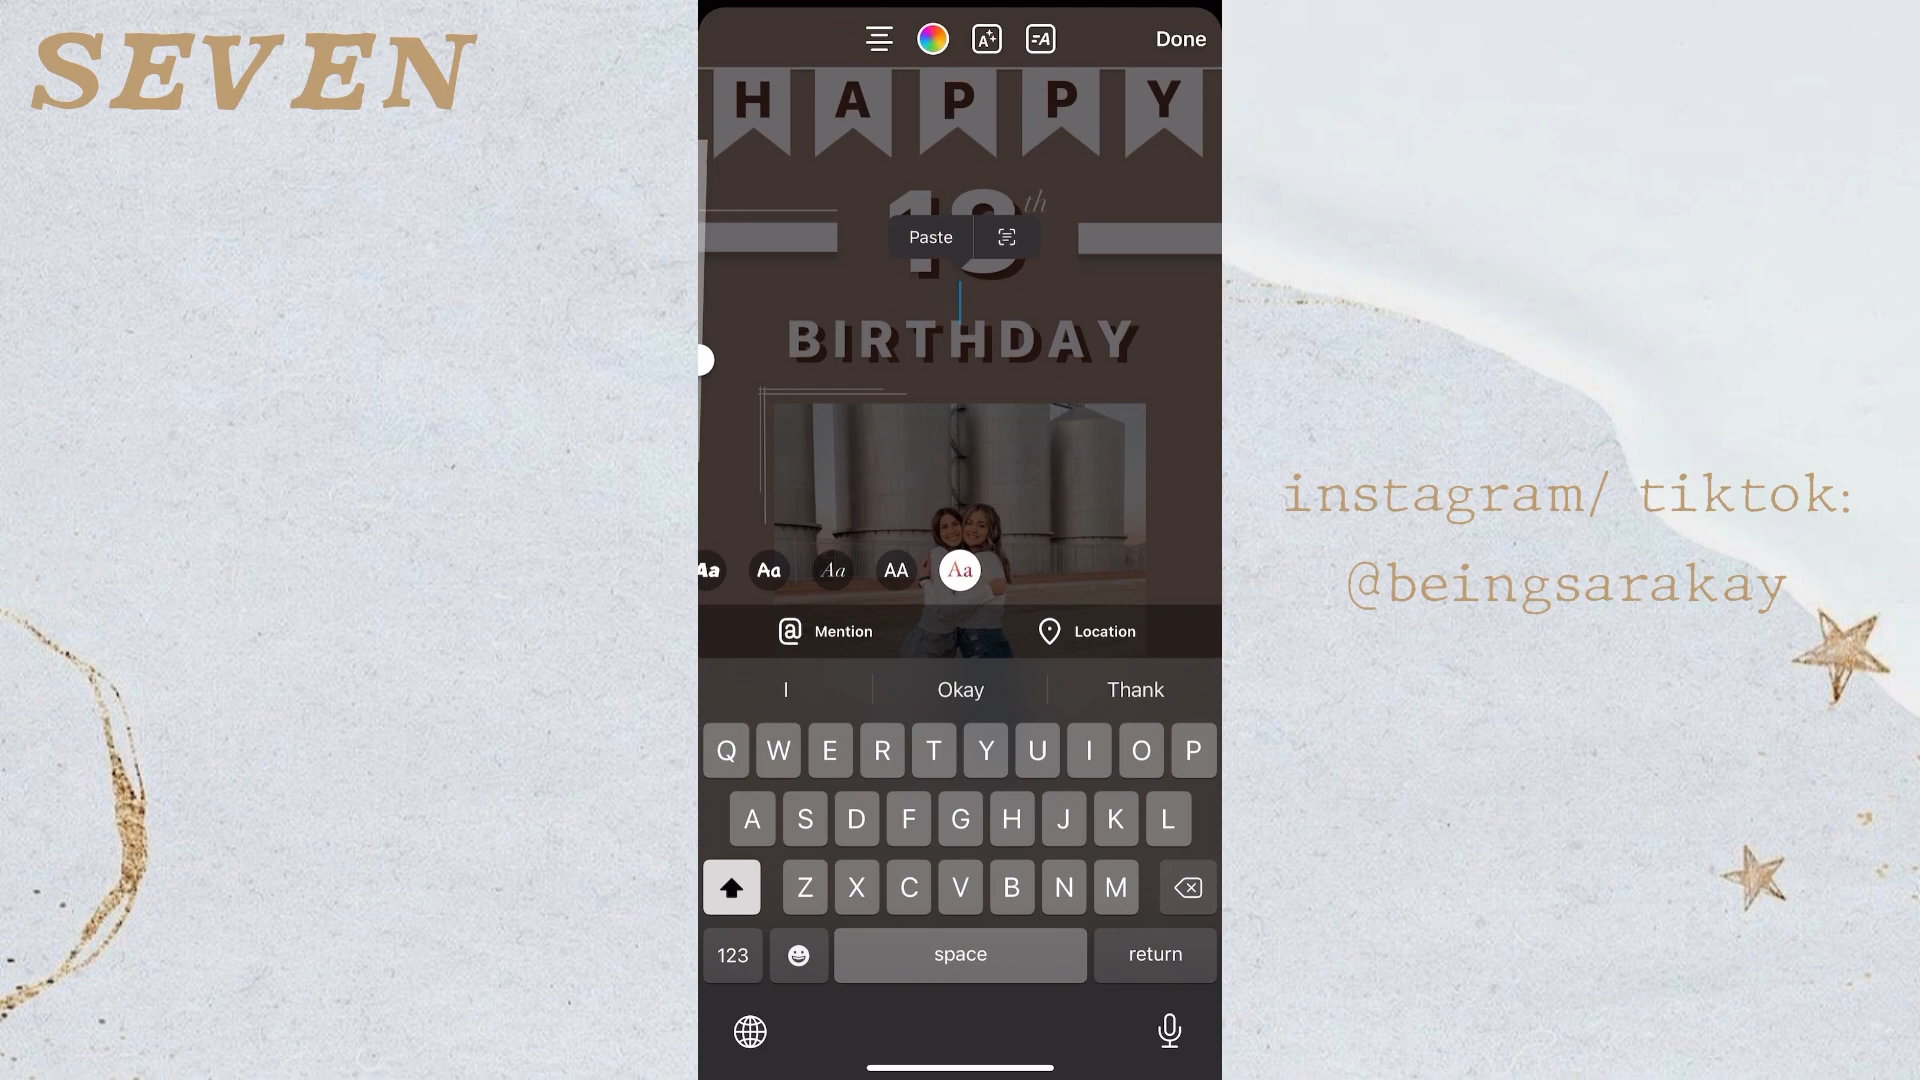 SEVEN
Done
HAPPY
th
Paste
BIRTHDAY
Aa Aa Aa AA Aa
Mention Location
I Okay Thank
Q W E R T Y U I O P
A S D F G H J K L
Z X C V B N M
123 space return
instagram/ tiktok:
@beingsarakay